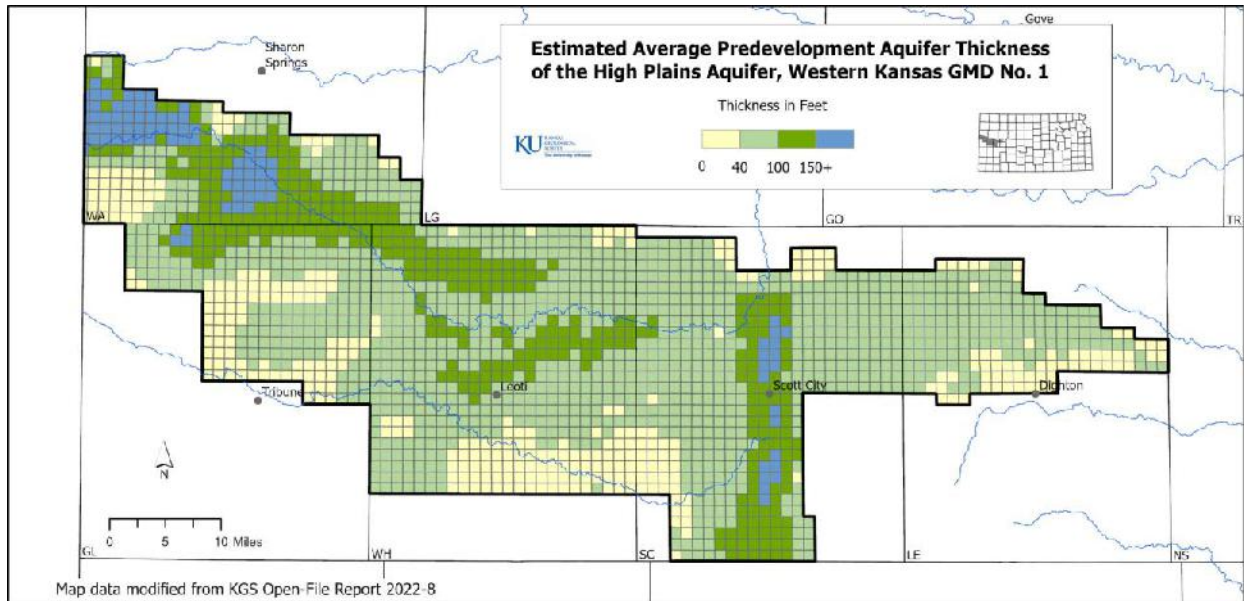 Gove
Sharon
Springs
Estimated Average Predevelopment Aquifer Thickness
of the High Plains Aquifer, Western Kansas GMD No. 1
Thickness in Feet
KU
0 40 100 150+
WA
LG
GO
TR
Tribune
Leoti
Scott City
Dighton
N
0 5 10 Miles
GL
WH
SC
LE
NS
Map data modified from KGS Open-File Report 2022-8